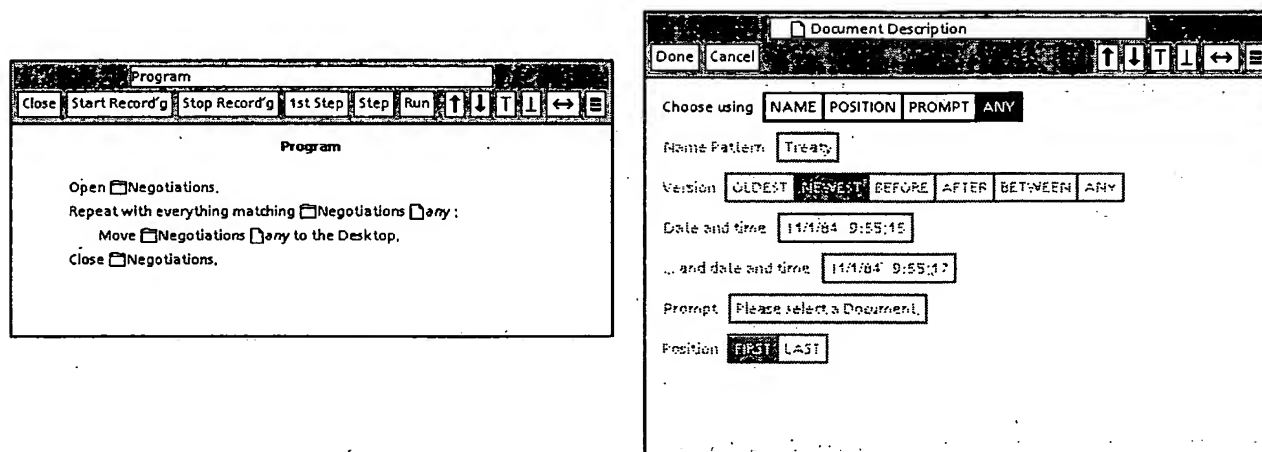 Program
Close Start Record'g Stop Record'g 1st Step Step Run
Program
Open Negotiations.
Repeat with everything matching Negotiations any :
Move Negotiations any to the Desktop.
Close Negotiations.
Document Description
Done Cancel
Choose using NAME POSITION PROMPT ANY
Name Pattern Treaty
Version OLDEST NEWEST BEFORE AFTER BETWEEN ANY
Date and time 11/1/84 9:55:15
... and date and time 11/1/84 9:55:17
Prompt Please select a Document.
Position FIRST LAST